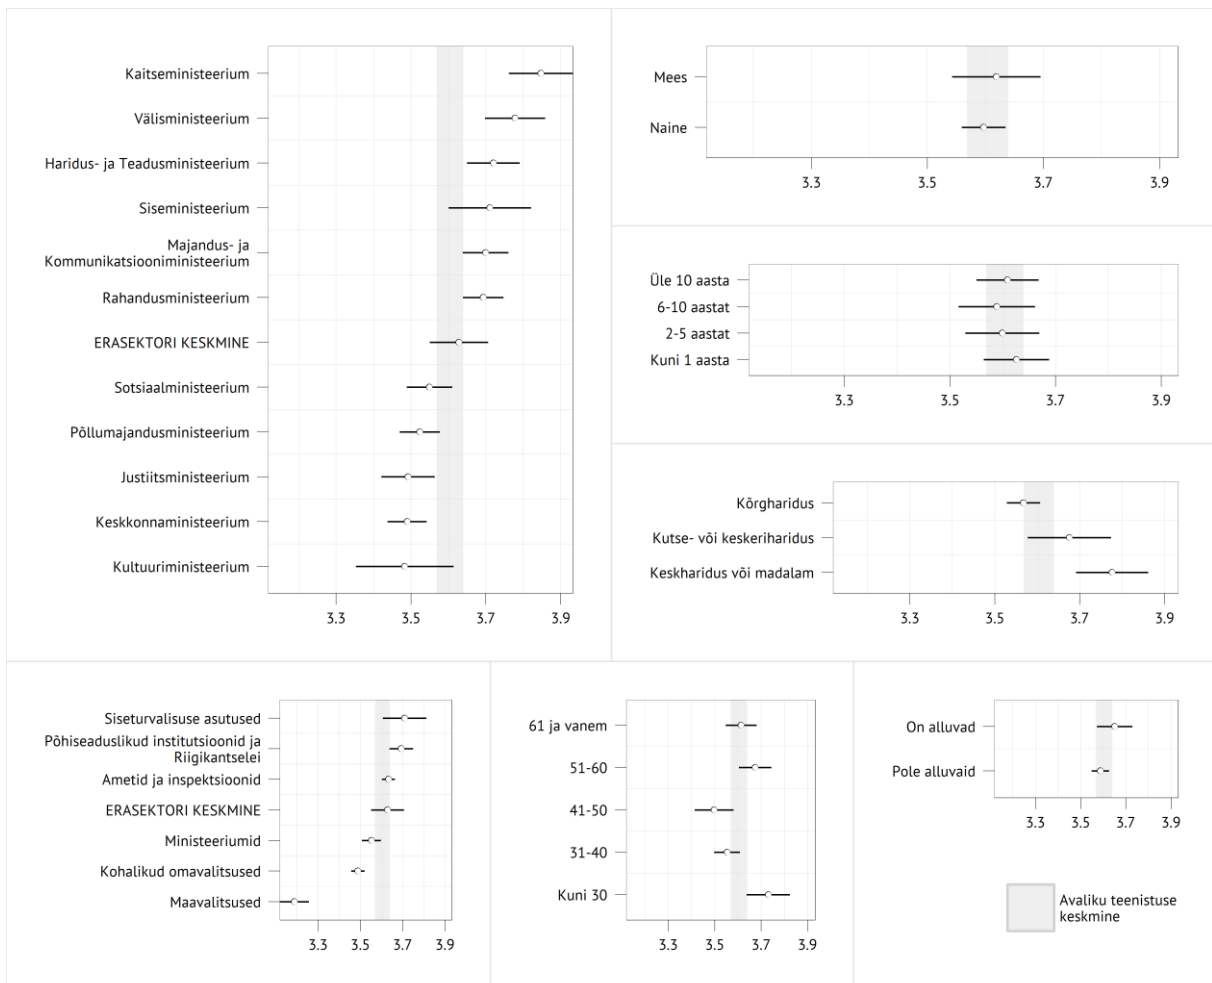 Kaitseministeerium
Välisministeerium
Haridus- ja Teadusministeerium
Siseministeerium
Majandus- ja
Kommunikatsiooniministeerium
Rahandusministeerium
ERASEKTORI KESKMINE
Sotsiaalministeerium
Põllumajandusministeerium
Justiitsministeerium
Keskkonnaministeerium
Kultuuriministeerium
3.3 3.5 3.7 3.9
Mees
Naine
3.3 3.5 3.7 3.9
Üle 10 aasta
6-10 aastat
2-5 aastat
Kuni 1 aasta
3.3 3.5 3.7 3.9
Kõrgharidus
Kutse- või keskeriharidus
Keskharidus või madalam
3.3 3.5 3.7 3.9
Siseturvalisuse asutused
Põhiseaduslikud institutsioonid ja
Riigikantselei
Ametid ja inspektsioonid
ERASEKTORI KESKMINE
Ministeeriumid
Kohalikud omavalitsused
Maavalitsused
3.3 3.5 3.7 3.9
61 ja vanem
51-60
41-50
31-40
Kuni 30
3.3 3.5 3.7 3.9
On alluvad
Pole alluvaid
3.3 3.5 3.7 3.9
Avaliku teenistuse
keskmine